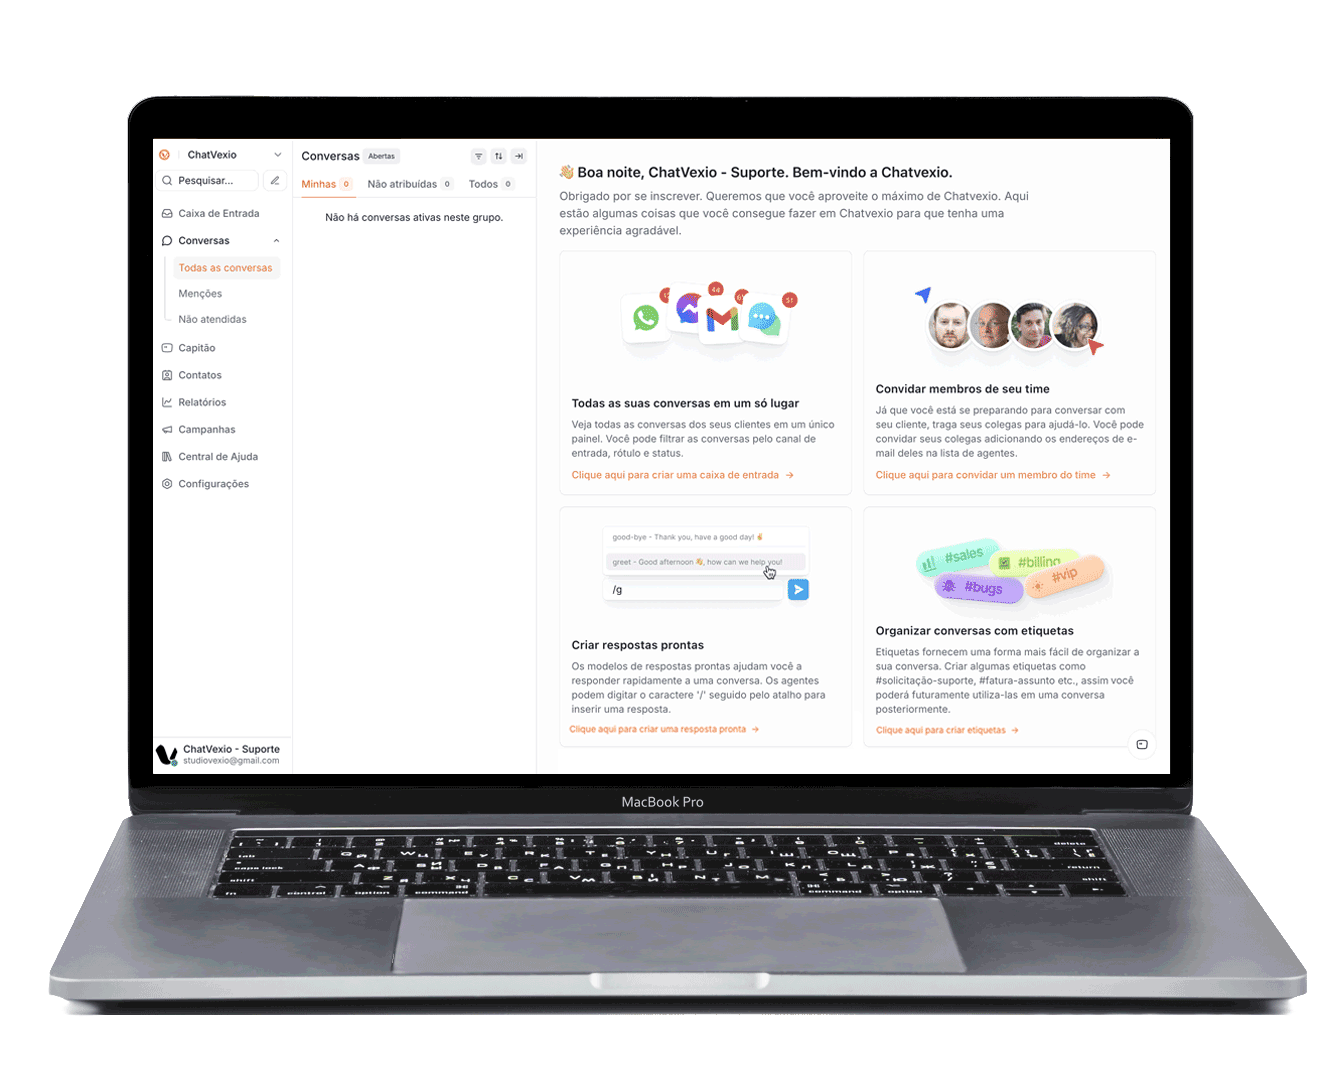 ChatVexio
Pesquisar...
Caixa de Entrada
Conversas
Todas as conversas
Menções
Não atendidas
Capitão
Contatos
Relatórios
Campanhas
Central de Ajuda
Configurações
ChatVexio - Suporte
studiovexio@gmail.com
Conversas Abertas
Minhas 0 Não atribuídas 0 Todos 0
Não há conversas ativas neste grupo.
Boa noite, ChatVexio - Suporte. Bem-vindo a Chatvexio.
Obrigado por se inscrever. Queremos que você aproveite o máximo de Chatvexio. Aqui
estão algumas coisas que você consegue fazer em Chatvexio para que tenha uma
experiência agradável.
Todas as suas conversas em um só lugar
Veja todas as conversas dos seus clientes em um único
painel. Você pode filtrar as conversas pelo canal de
entrada, rótulo e status.
Clique aqui para criar uma caixa de entrada →
Convidar membros de seu time
Já que você está se preparando para conversar com
seu cliente, traga seus colegas para ajudá-lo. Você pode
convidar seus colegas adicionando os endereços de e-
mail deles na lista de agentes.
Clique aqui para convidar um membro do time →
good-bye - Thank you, have a good day! ✌
greet - Good afternoon 👋, how can we help you!
/g
Criar respostas prontas
Os modelos de respostas prontas ajudam você a
responder rapidamente a uma conversa. Os agentes
podem digitar o caractere '/' seguido pelo atalho para
inserir uma resposta.
Clique aqui para criar uma resposta pronta →
#sales
#billing
#bugs
#vip
Organizar conversas com etiquetas
Etiquetas fornecem uma forma mais fácil de organizar a
sua conversa. Criar algumas etiquetas como
#solicitação-suporte, #fatura-assunto etc., assim você
poderá futuramente utiliza-las em uma conversa
posteriormente.
Clique aqui para criar etiquetas →
MacBook Pro
tab
caps lock
shift
fn control option command
command option
delete
return
shift